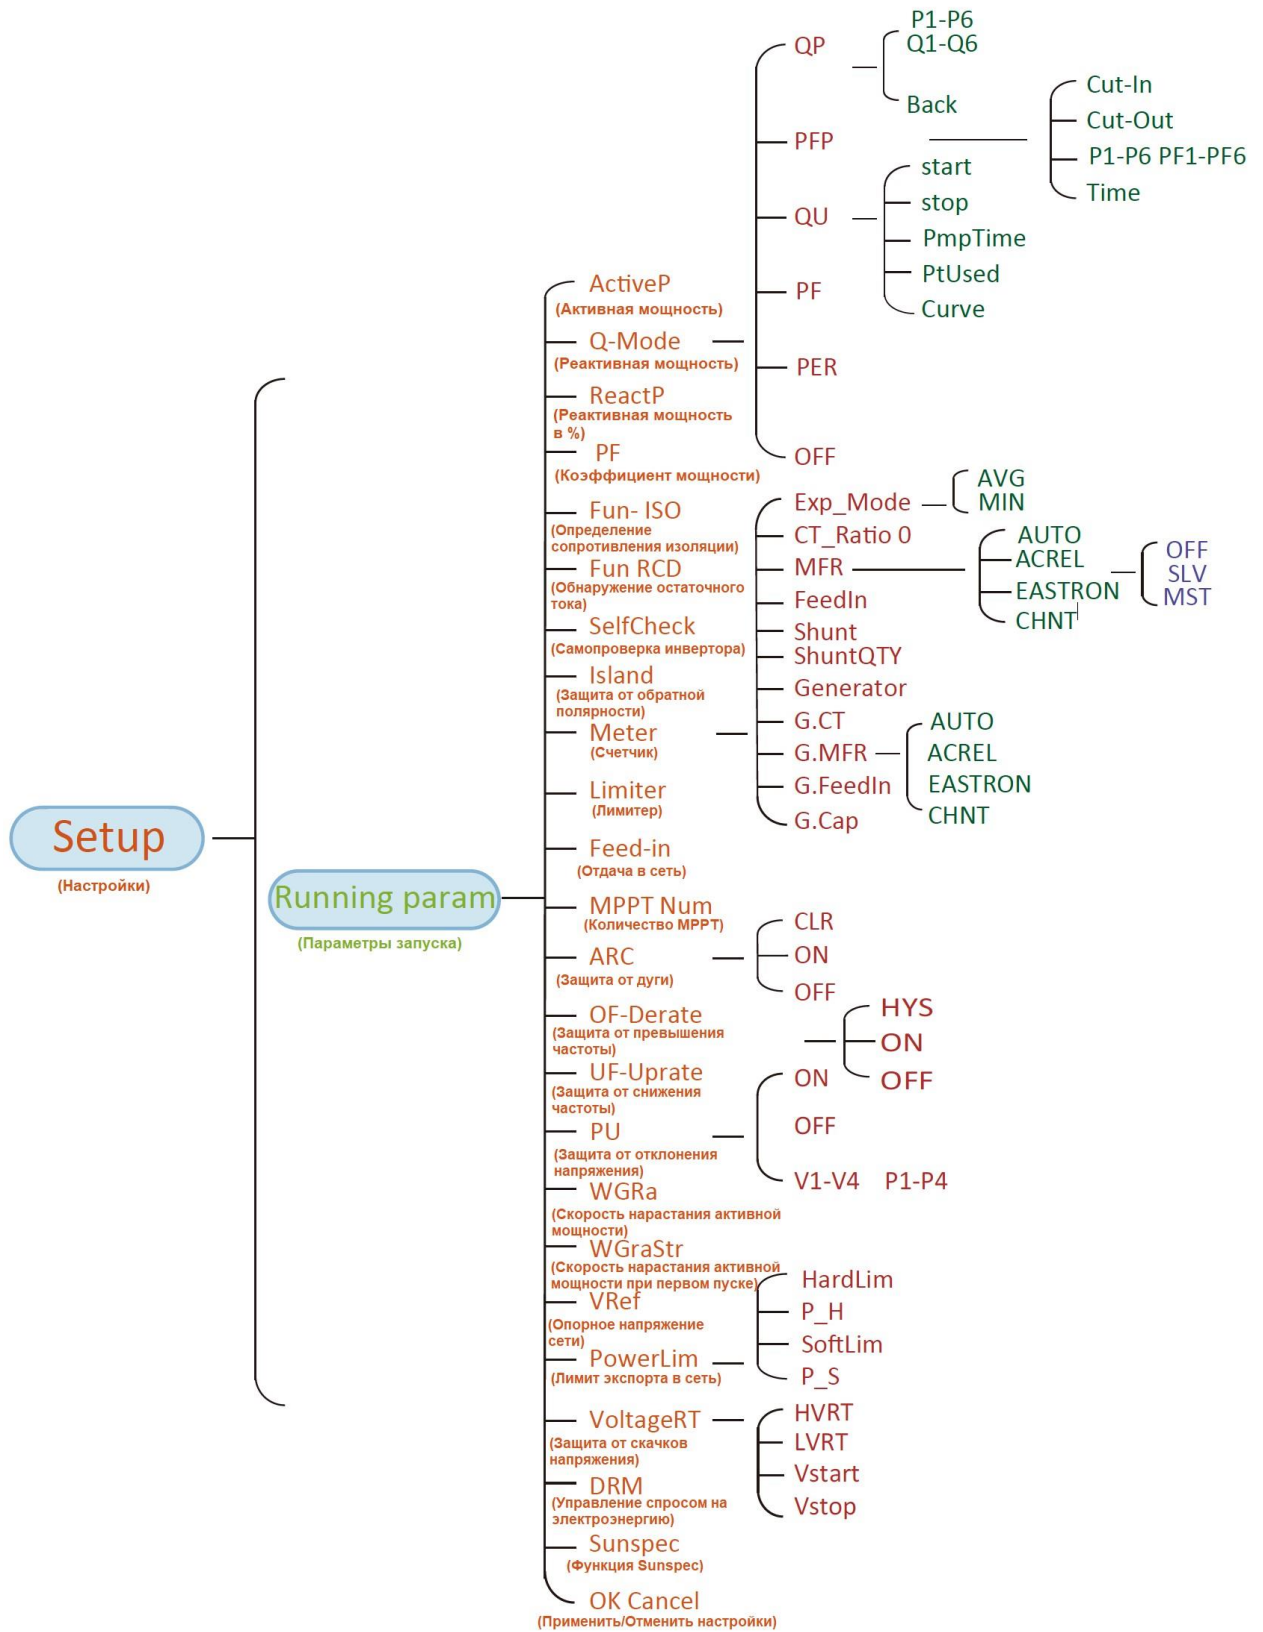 Setup
(Настройки)
Running param
(Параметры запуска)
ActiveP
(Активная мощность)
Q-Mode
(Реактивная мощность)
ReactP
(Реактивная мощность
в %)
PF
(Коэффициент мощности)
Fun- ISO
(Определение
сопротивления изоляции)
Fun RCD
(Обнаружение остаточного
тока)
SelfCheck
(Самопроверка инвертора)
Island
(Защита от обратной
полярности)
Meter
(Счетчик)
Limiter
(Лимитер)
Feed-in
(Отдача в сеть)
MPPT Num
(Количество MPPT)
ARC
(Защита от дуги)
OF-Derate
(Защита от превышения
частоты)
UF-Uprate
(Защита от снижения
частоты)
PU
(Защита от отклонения
напряжения)
WGRa
(Скорость нарастания активной
мощности)
WGraStr
(Скорость нарастания активной
мощности при первом пуске)
VRef
(Опорное напряжение
сети)
PowerLim
(Лимит экспорта в сеть)
VoltageRT
(Защита от скачков
напряжения)
DRM
(Управление спросом на
электроэнергию)
Sunspec
(Функция Sunspec)
OK Cancel
(Применить/Отменить настройки)
QP
PFP
QU
PF
PER
OFF
P1-P6
Q1-Q6
Back
Cut-In
Cut-Out
P1-P6 PF1-PF6
Time
start
stop
PmpTime
PtUsed
Curve
Exp_Mode
CT_Ratio 0
MFR
FeedIn
Shunt
ShuntQTY
Generator
G.CT
G.MFR
G.FeedIn
G.Cap
AVG
MIN
AUTO
ACREL
EASTRON
CHNT
OFF
SLV
MST
AUTO
ACREL
EASTRON
CHNT
CLR
ON
OFF
HYS
ON
OFF
ON
OFF
V1-V4 P1-P4
HardLim
P_H
SoftLim
P_S
HVRT
LVRT
Vstart
Vstop